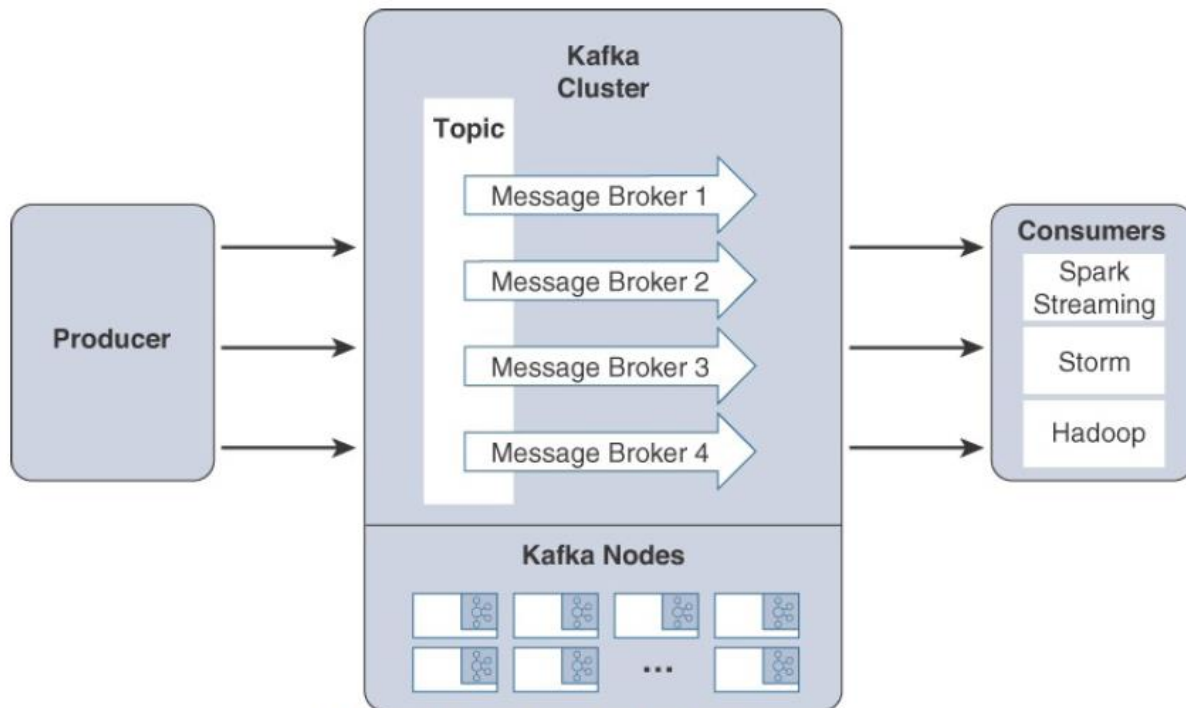 Kafka
Cluster
Topic
Message Broker 1
Message Broker 2
Message Broker 3
Message Broker 4
Producer
Consumers
Spark
Streaming
Storm
Hadoop
Kafka Nodes
...